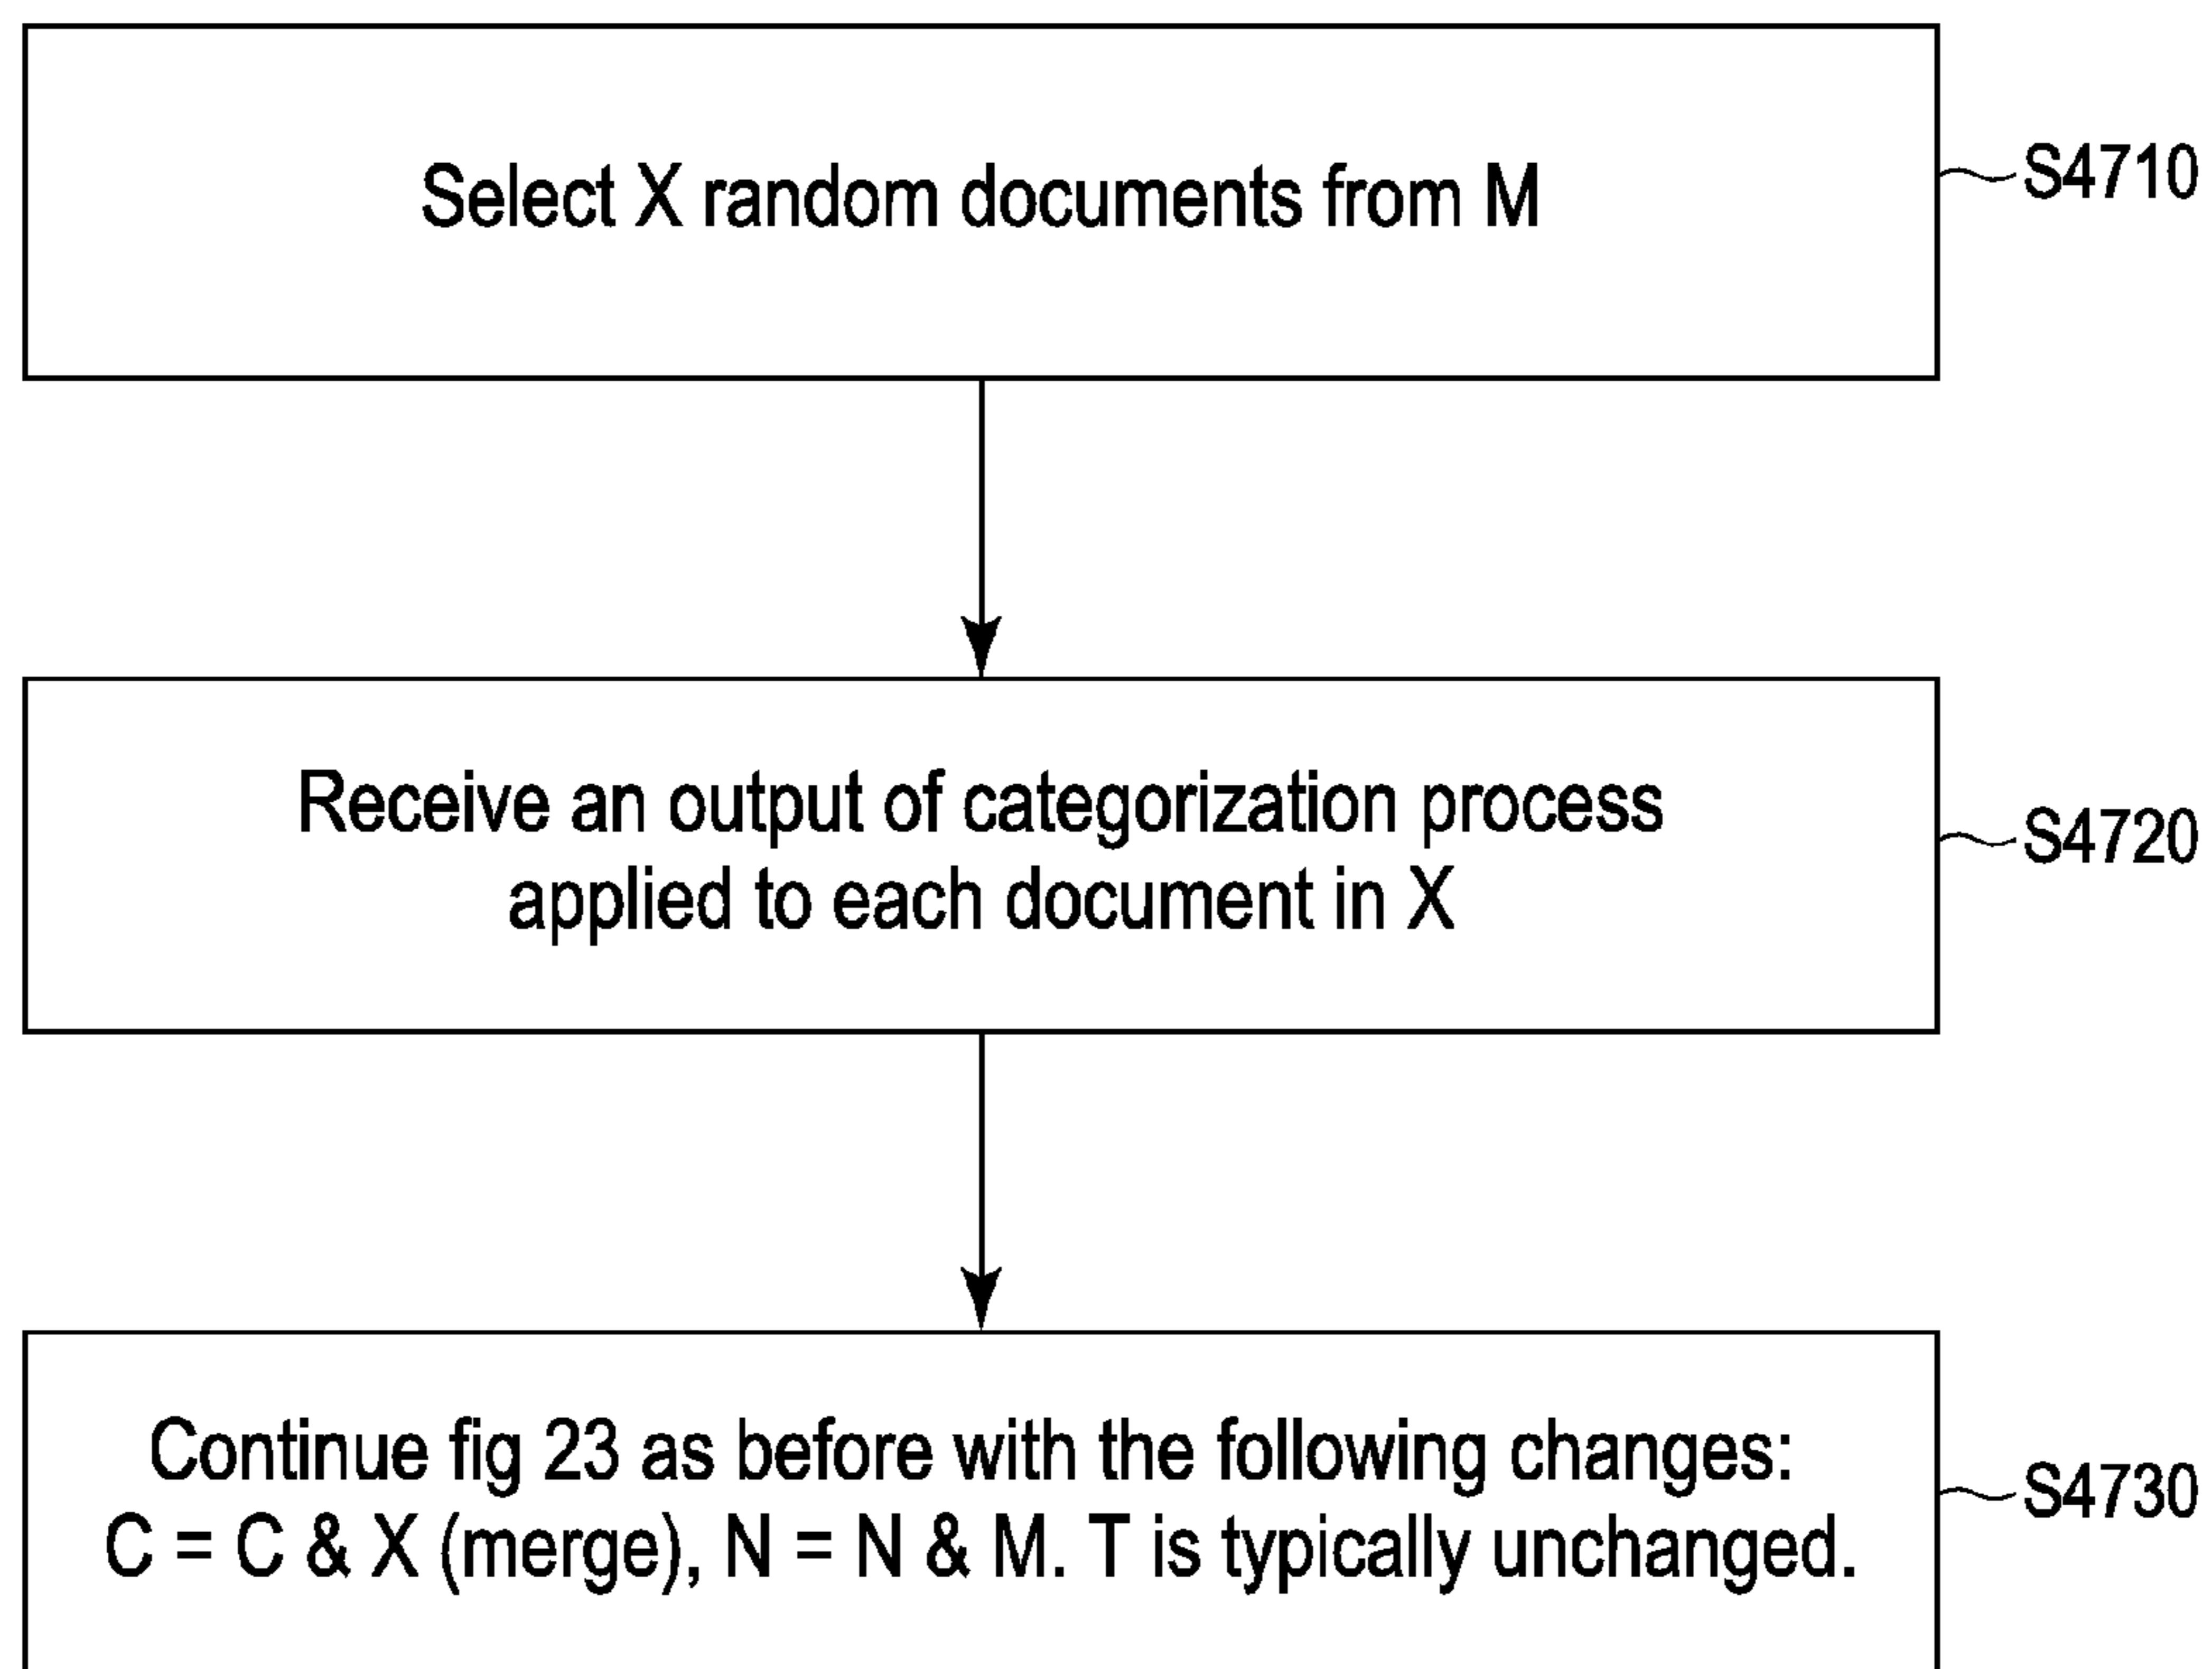 Select X random documents from M
S4710
Receive an output of categorization process
applied to each document in X
S4720
Continue fig 23 as before with the following changes:
C = C & X (merge), N = N & M. T is typically unchanged.
S4730